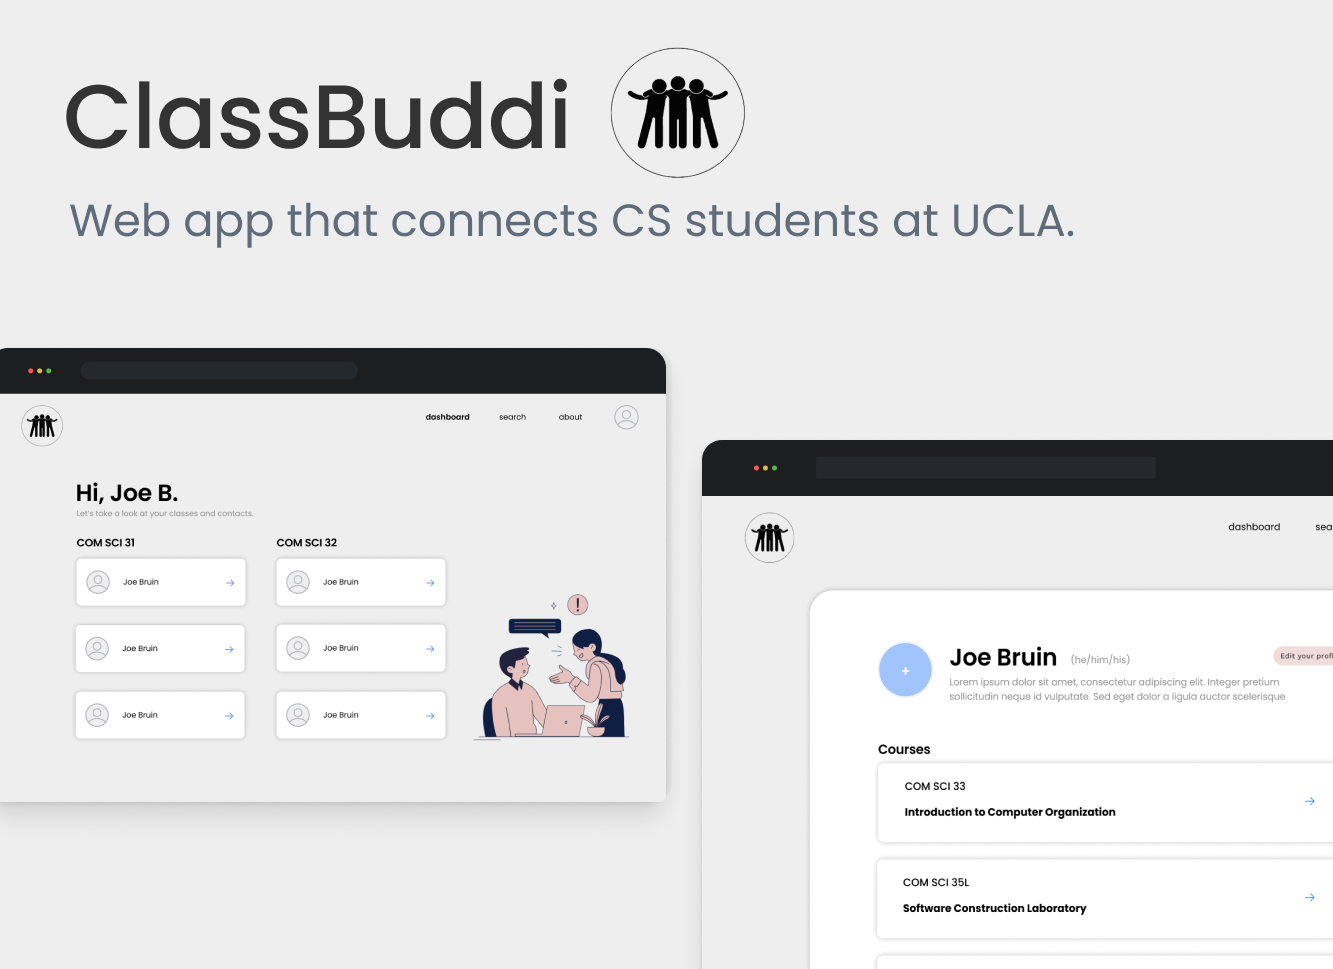 ClassBuddi
Web app that connects CS students at UCLA.
dashboard search about
Hi, Joe B.
Let's take a look at your classes and contacts.
COM SCI 31
Joe Bruin
Joe Bruin
Joe Bruin
COM SCI 32
Joe Bruin
Joe Bruin
Joe Bruin
!
dashboard sea
+
Joe Bruin (he/him/his)
Edit your profi
Lorem ipsum dolor sit amet, consectetur adipiscing elit. Integer pretium
sollicitudin neque id vulputate. Sed eget dolor a ligula auctor scelerisque
Courses
COM SCI 33
Introduction to Computer Organization
COM SCI 35L
Software Construction Laboratory